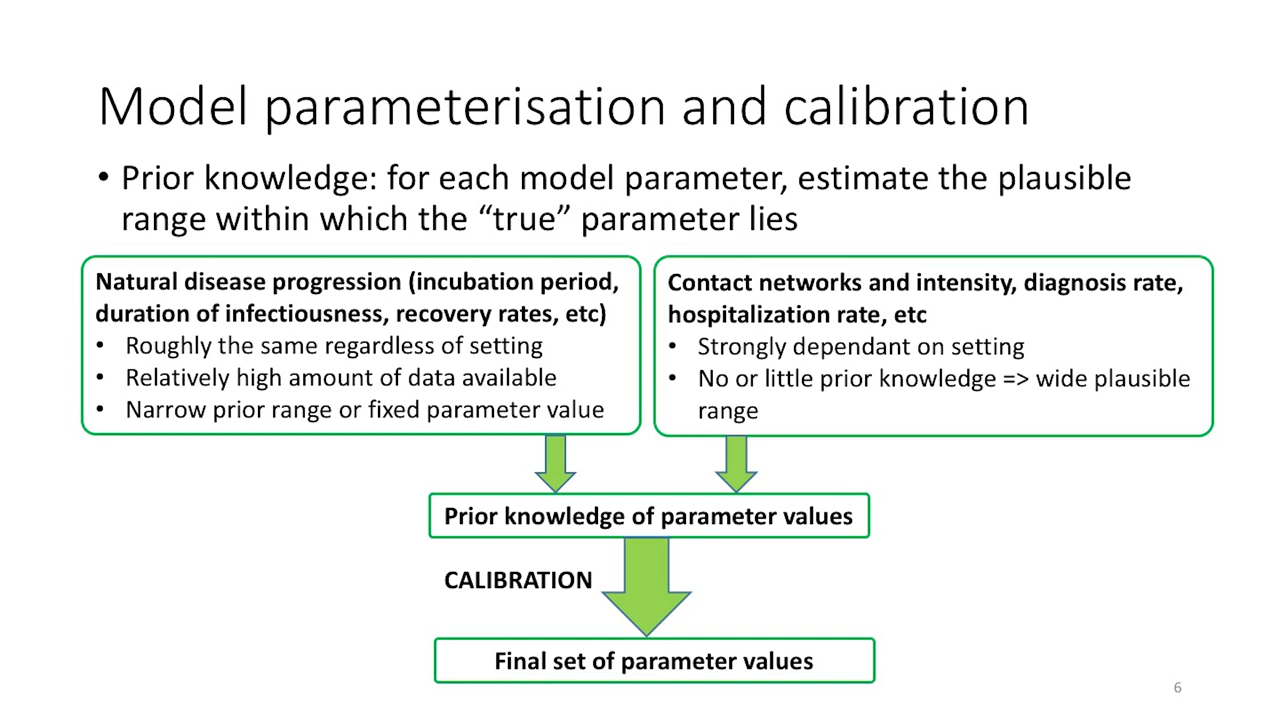 Model parameterisation and calibration
• Prior knowledge: for each model parameter, estimate the plausible
range within which the “true” parameter lies
Natural disease progression (incubation period,
duration of infectiousness, recovery rates, etc)
• Roughly the same regardless of setting
• Relatively high amount of data available
• Narrow prior range or fixed parameter value
Contact networks and intensity, diagnosis rate,
hospitalization rate, etc
• Strongly dependant on setting
• No or little prior knowledge => wide plausible
range
Prior knowledge of parameter values
CALIBRATION
Final set of parameter values
6